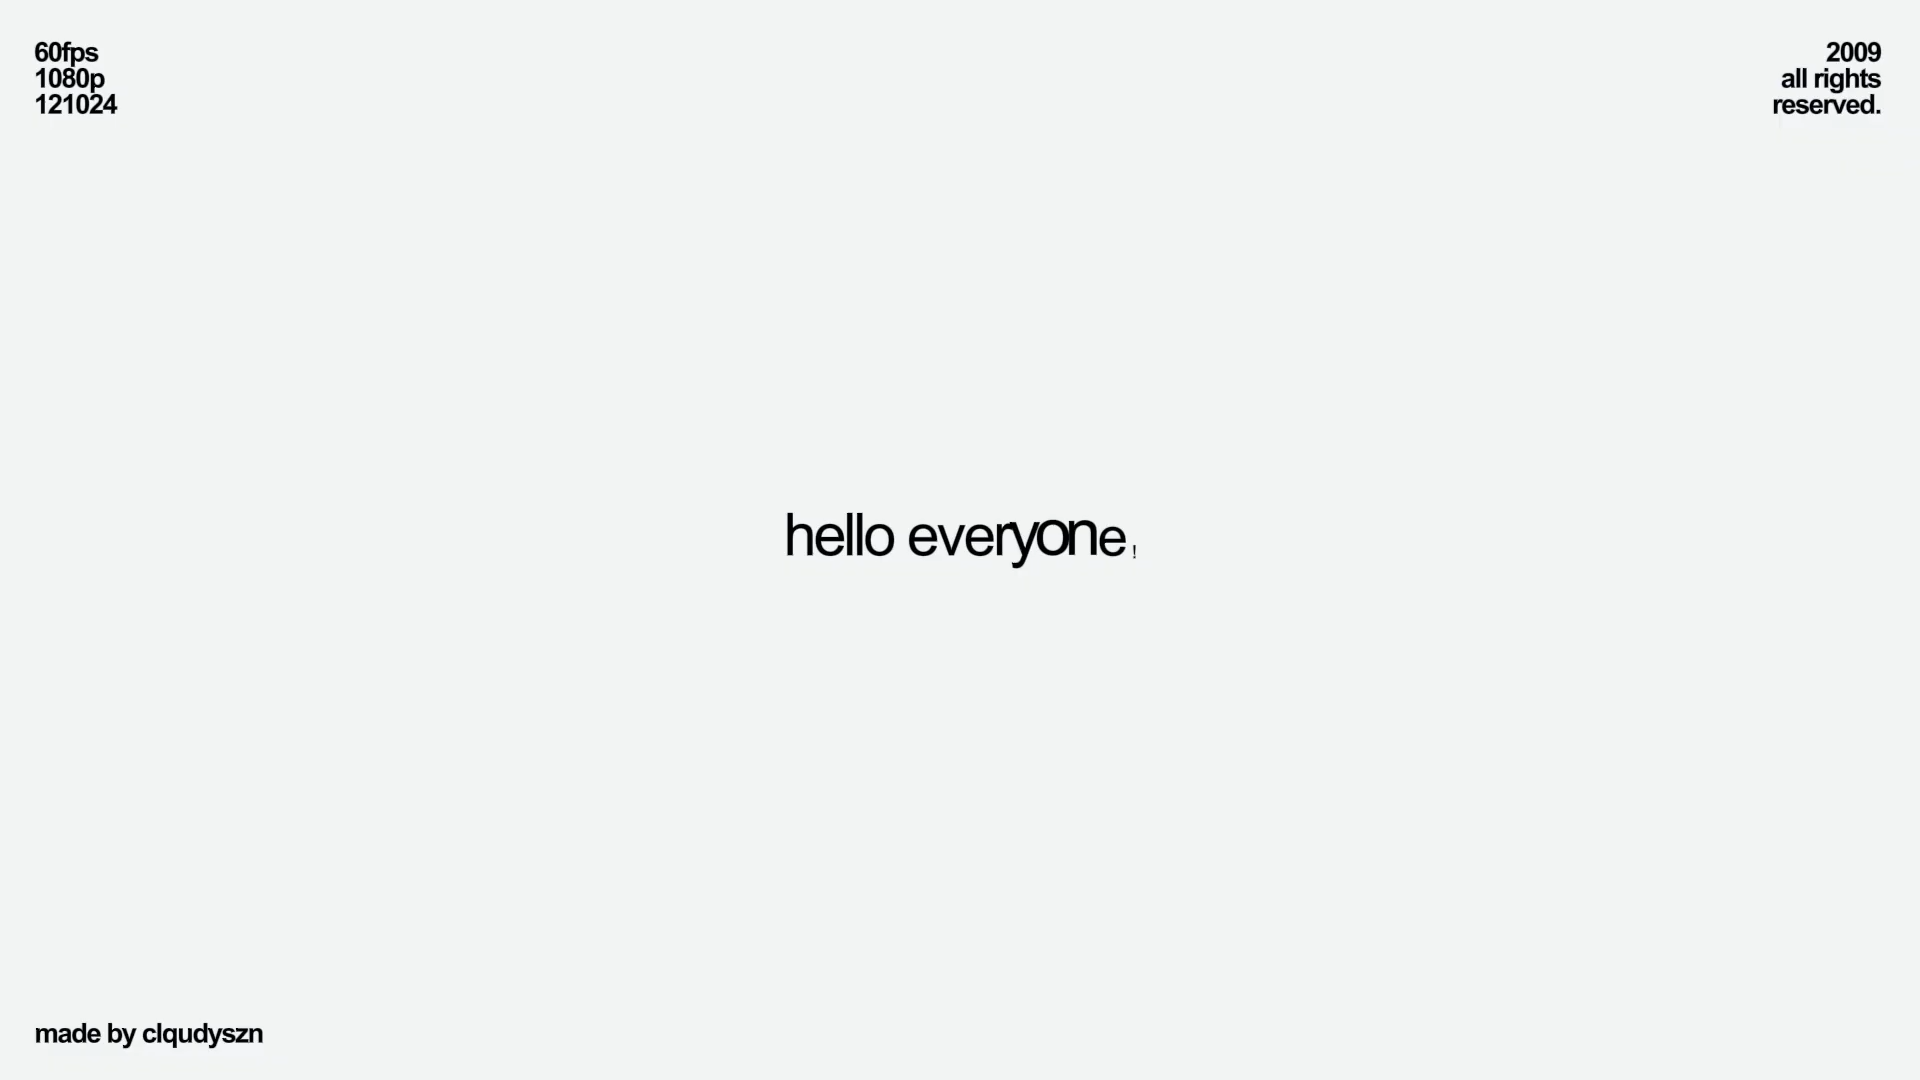 60fps
1080p
121024
2009
all rights
reserved.
hello everyone!
made by clqudyszn